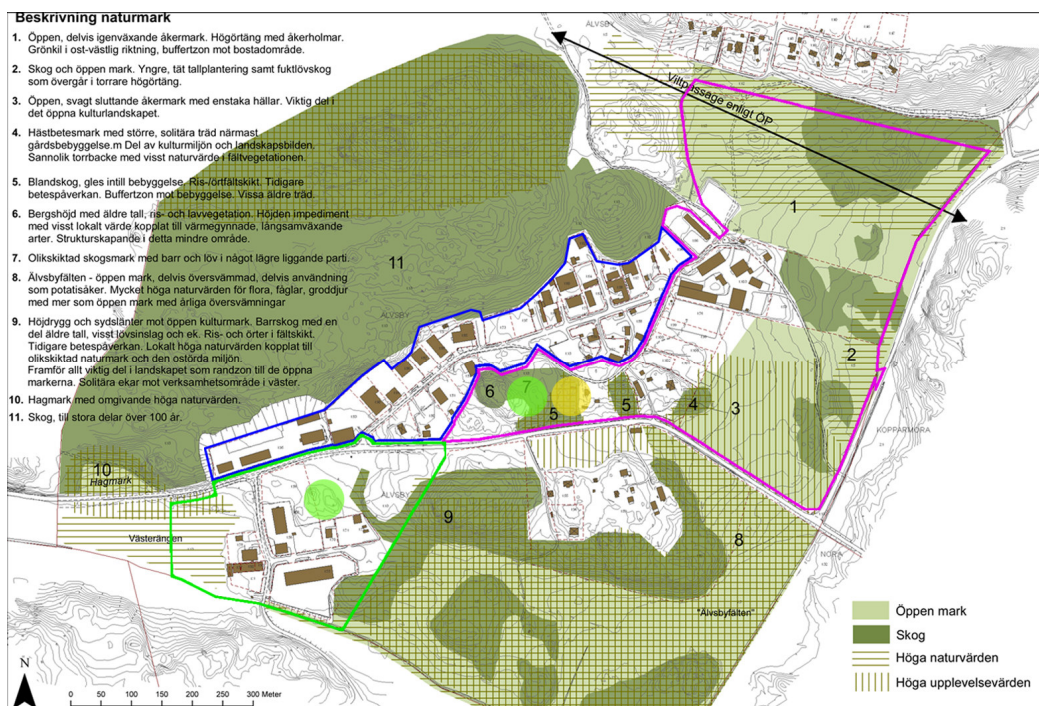 Beskrivning naturmark
1. Öppen, delvis igenväxande åkermark. Högörtäng med åkerholmar.
Grönkil i ost-västlig riktning, buffertzon mot bostadområde.
2. Skog och öppen mark. Yngre, tät tallplantering samt fuktlövskog
som övergår i torrare högörtäng.
3. Öppen, svagt sluttande åkermark med enstaka hällar. Viktig del i
det öppna kulturlandskapet.
4. Hästbetesmark med större, solitära träd närmast
gårdsbebyggelse.m Del av kulturmiljön och landskapsbilden.
Sannolik torrbacke med visst naturvärde i fältvegetationen.
5. Blandskog, gles intill bebyggelse. Ris-/örtfältskikt. Tidigare
betespåverkan. Buffertzon mot bebyggelse. Vissa äldre träd.
6. Bergshöjd med äldre tall, ris- och lavvegetation. Höjden impediment
med visst lokalt värde kopplat till värmegynnade, långsamväxande
arter. Strukturskapande i detta mindre område.
7. Olikskiktad skogsmark med barr och löv i något lägre liggande parti.
8. Älvsbyfälten - öppen mark, delvis översvämmad, delvis användning
som potatisåker. Mycket höga naturvärden för flora, fåglar, groddjur
med mer som öppen mark med årliga översvämningar
9. Höjdrygg och sydslänter mot öppen kulturmark. Barrskog med en
del äldre tall, visst lövsinslag och ek. Ris- och örter i fältskikt.
Tidigare betespåverkan. Lokalt höga naturvärden kopplat till
olikskiktad naturmark och den ostörda miljön.
Framför allt viktig del i landskapet som randzon till de öppna
markerna. Solitära ekar mot verksamhetsområde i väster.
10. Hagmark med omgivande höga naturvärden.
11. Skog, till stora delar över 100 år.
ÄLVSBY
Viltpassage enligt ÖP
1
11
ÄLVSBY
2
6
7
5
5
4
3
KOPPARMORA
10
Hagmark
ÄLVSBY
9
Västerängen
8
NORA
"Älvsbyfälten"
Öppen mark
Skog
Höga naturvärden
Höga upplevelsevärden
N
0 50 100 150 200 300 Meter